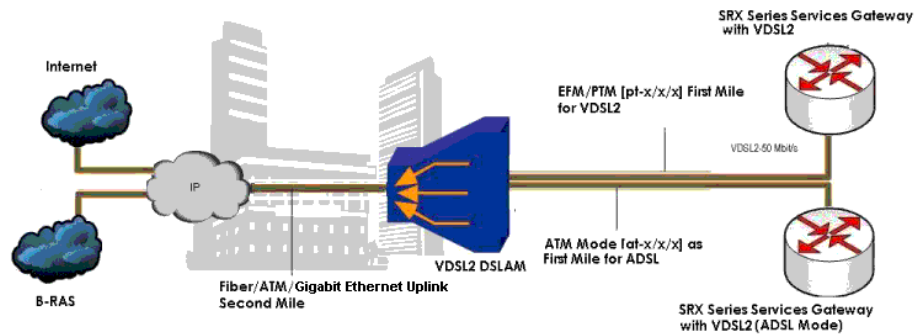 SRX Series Services Gateway
with VDSL2
Internet
EFM/PTM [pt-x/x/x] First Mile
for VDSL2
VDSL2-50 Mbit/s
IP
ATM Mode [at-x/x/x] as
First Mile for ADSL
VDSL2 DSLAM
Fiber/ATM/Gigabit Ethernet Uplink
Second Mile
B-RAS
SRX Series Services Gateway
with VDSL2 (ADSL Mode)